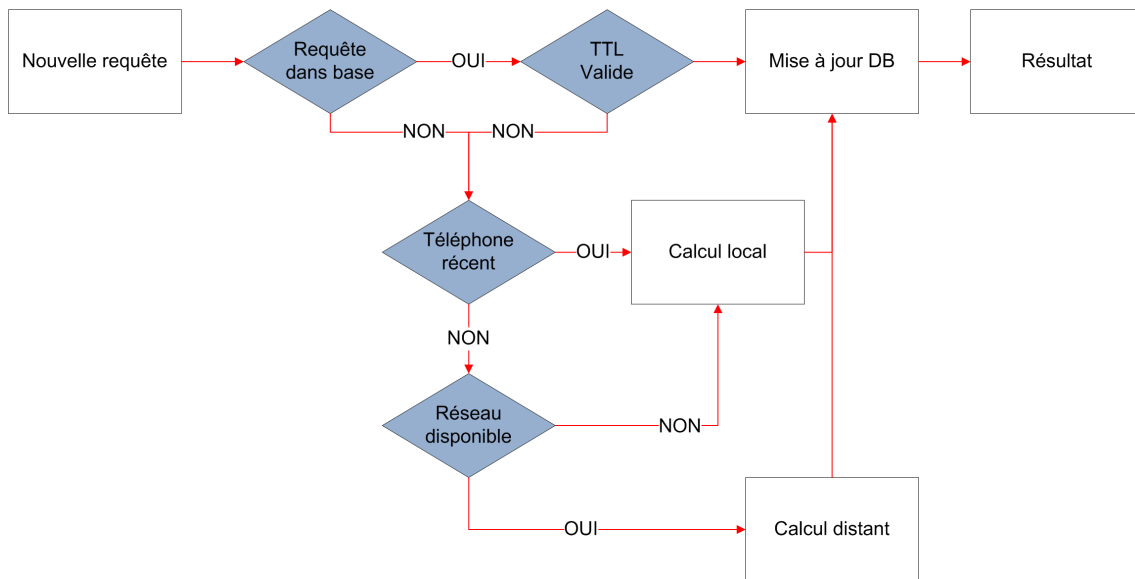 Nouvelle requête
Requête
dans base
OUI
TTL
Valide
Mise à jour DB
Résultat
NON
NON
Téléphone
récent
OUI
Calcul local
NON
Réseau
disponible
NON
OUI
Calcul distant